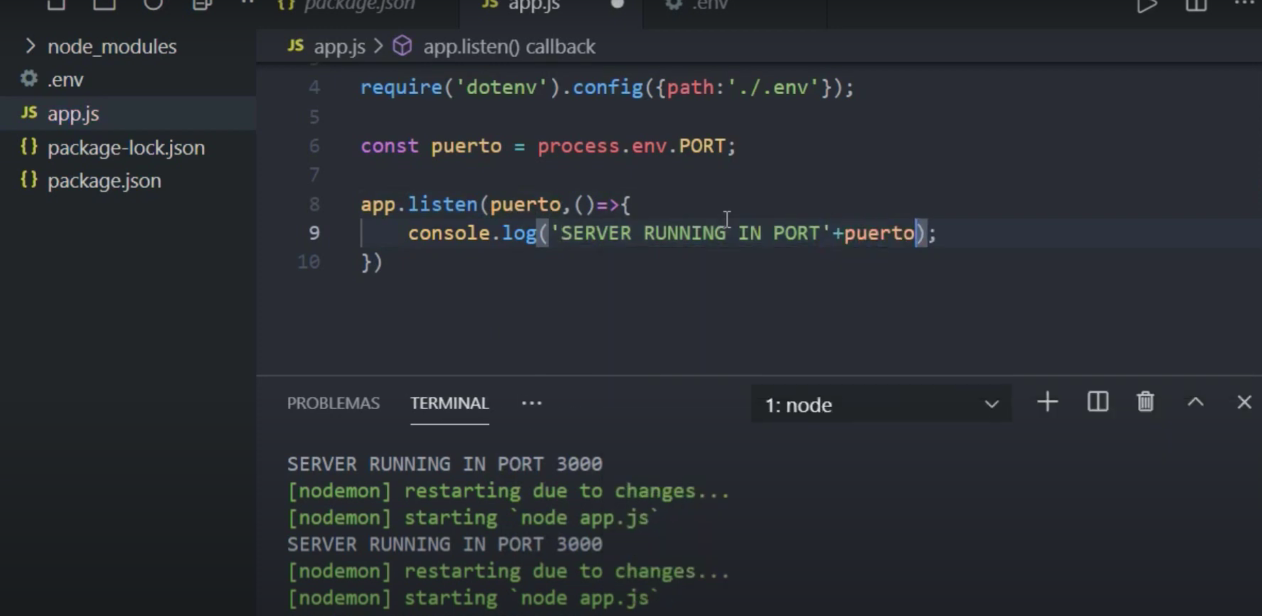 package.json
JS app.js
.env
node_modules
.env
JS app.js
{} package-lock.json
{} package.json
JS app.js > app.listen() callback
4 require('dotenv').config({path:'./.env'});
5
6 const puerto = process.env.PORT;
7
8 app.listen(puerto,()=>{
9 console.log('SERVER RUNNING IN PORT'+puerto);
10 })
PROBLEMAS TERMINAL ... 1: node
SERVER RUNNING IN PORT 3000
[nodemon] restarting due to changes...
[nodemon] starting `node app.js`
SERVER RUNNING IN PORT 3000
[nodemon] restarting due to changes...
[nodemon] starting `node app.js`